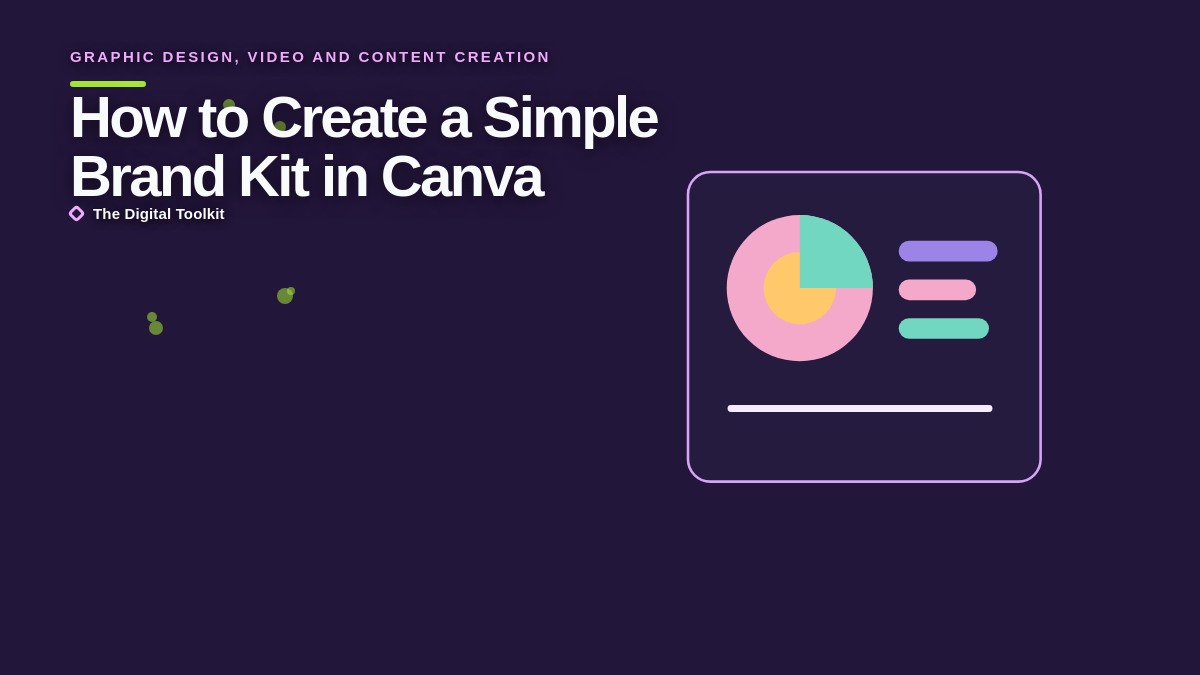 GRAPHIC DESIGN, VIDEO AND CONTENT CREATION
How to Create a Simple
Brand Kit in Canva
The Digital Toolkit